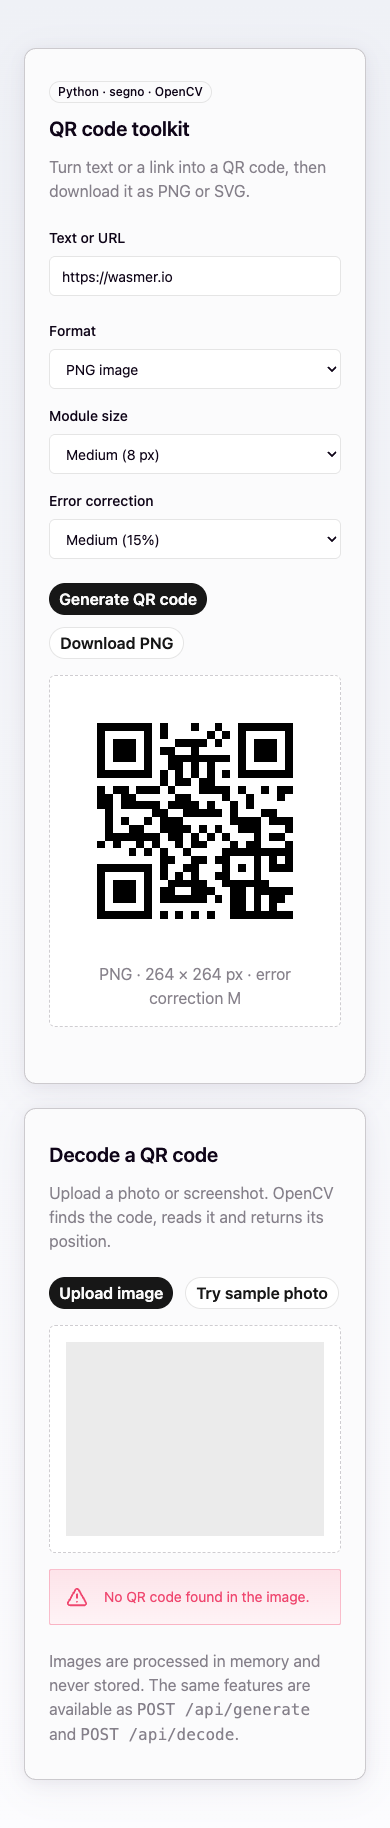 Python · segno · OpenCV
QR code toolkit
Turn text or a link into a QR code, then
download it as PNG or SVG.
Text or URL
https://wasmer.io
Format
PNG image
Module size
Medium (8 px)
Error correction
Medium (15%)
Generate QR code
Download PNG
PNG · 264 × 264 px · error
correction M
Decode a QR code
Upload a photo or screenshot. OpenCV
finds the code, reads it and returns its
position.
Upload image
Try sample photo
No QR code found in the image.
Images are processed in memory and
never stored. The same features are
available as POST /api/generate
and POST /api/decode.